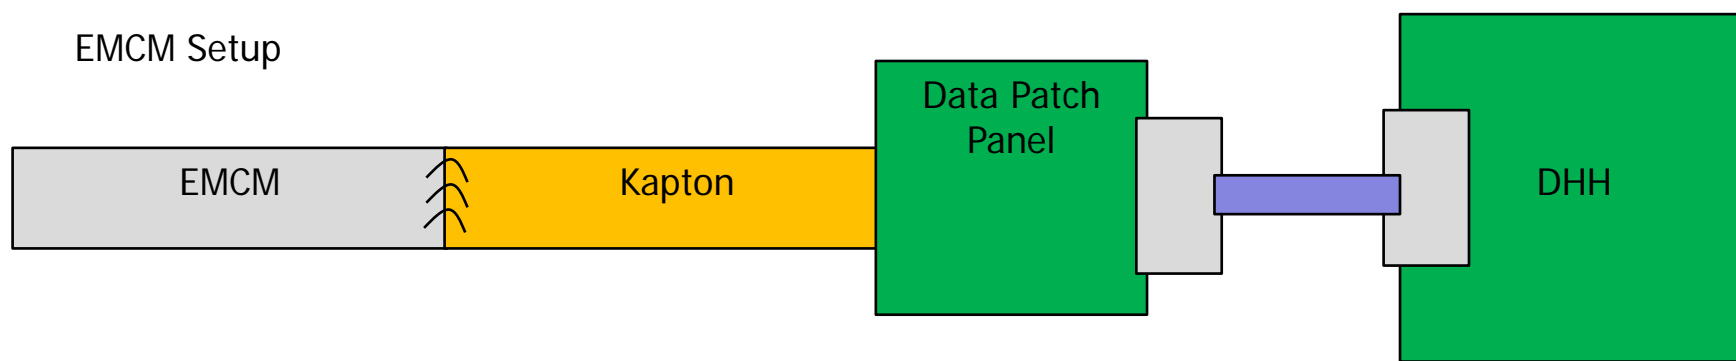 EMCM Setup
EMCM
Kapton
Data Patch
Panel
DHH